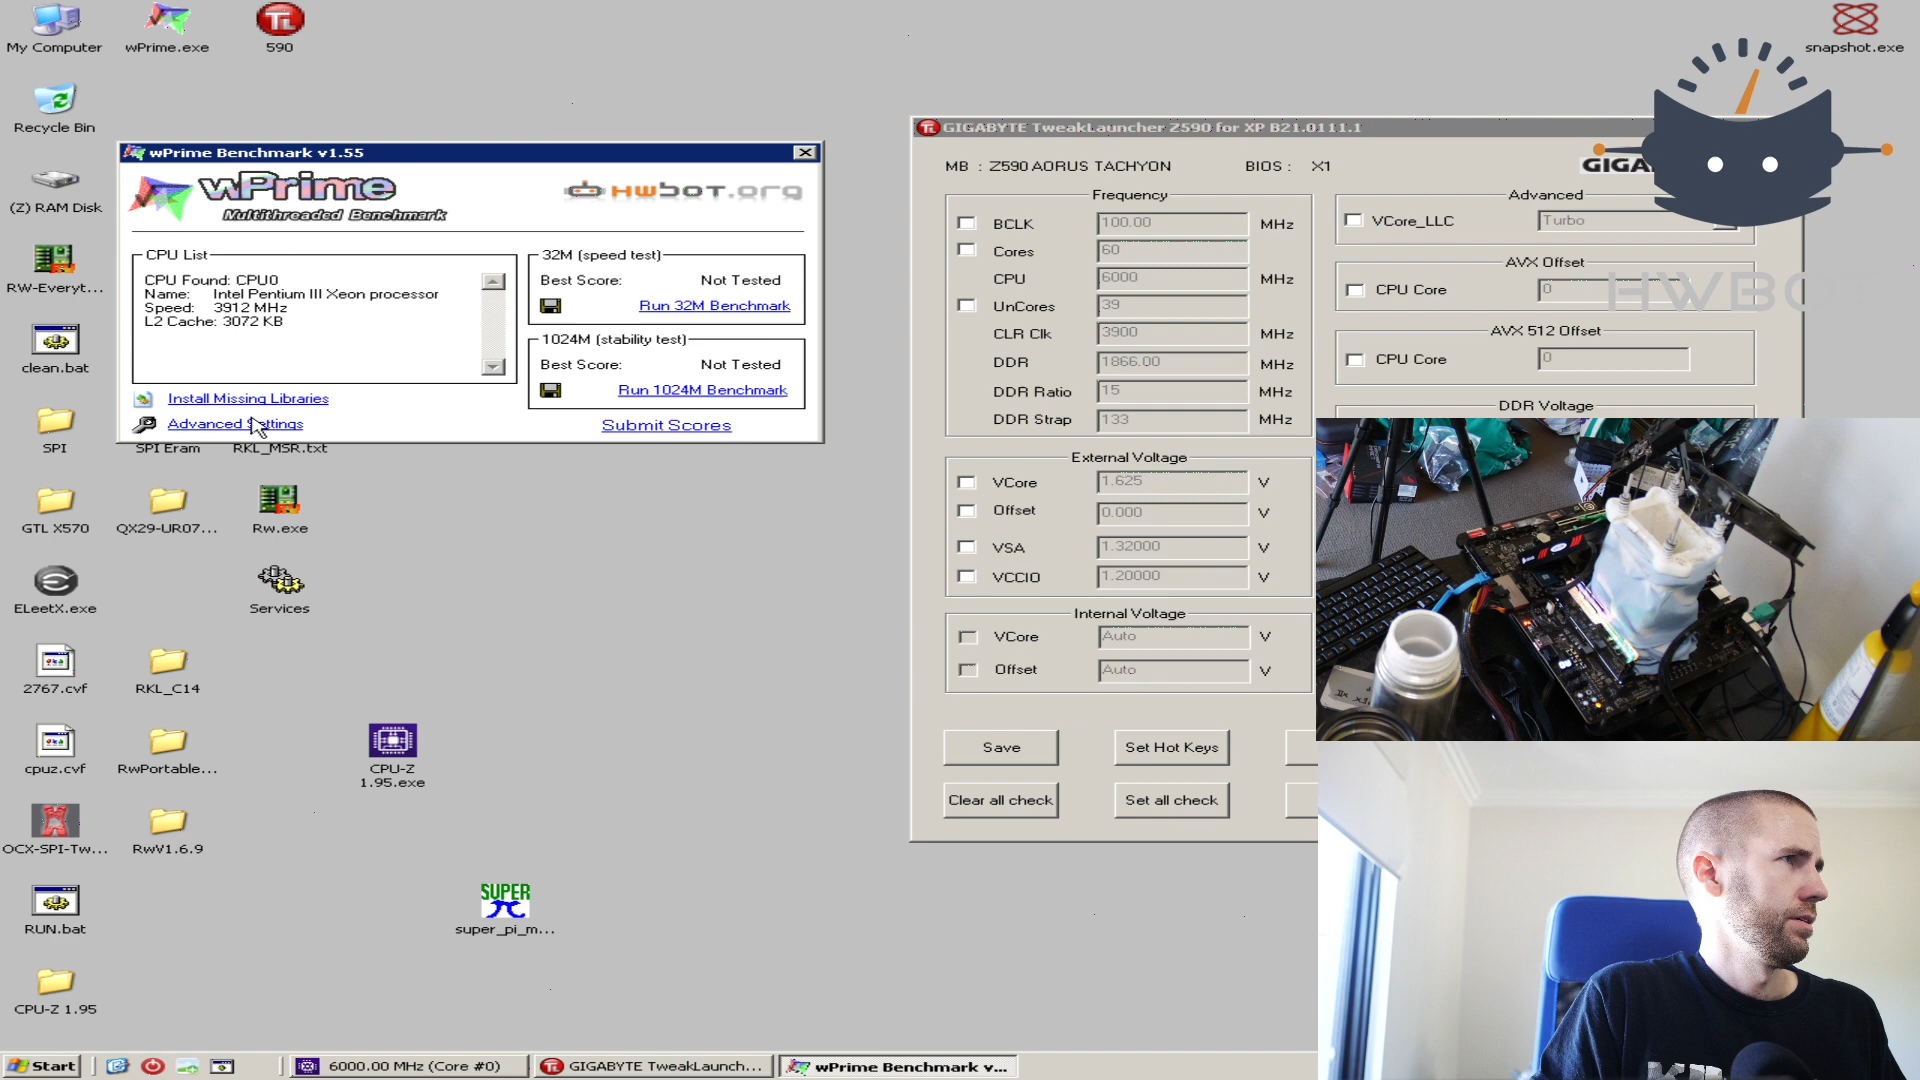 My Computer
wPrime.exe
590
snapshot.exe
Recycle Bin
(Z) RAM Disk
RW-Everyt...
clean.bat
SPI
SPI Eram
RKL_MSR.txt
GTL X570
QX29-UR07...
Rw.exe
ELeetX.exe
Services
2767.cvf
RKL_C14
cpuz.cvf
RwPortable...
CPU-Z
1.95.exe
OCX-SPI-Tw...
RwV1.6.9
RUN.bat
SUPER
super_pi_m...
CPU-Z 1.95
wPrime Benchmark v1.55
wPrime
Multithreaded Benchmark
HWBOT.ORG
CPU List
CPU Found: CPU0
Name: Intel Pentium III Xeon processor
Speed: 3912 MHz
L2 Cache: 3072 KB
32M (speed test)
Best Score: Not Tested
Run 32M Benchmark
1024M (stability test)
Best Score: Not Tested
Run 1024M Benchmark
Install Missing Libraries
Advanced Settings
Submit Scores
GIGABYTE TweakLauncher Z590 for XP B21.0111.1
MB : Z590 AORUS TACHYON BIOS : X1
GIGA
Frequency
BCLK 100.00 MHz
Cores 60
CPU 6000 MHz
UnCores 39
CLR Clk 3900 MHz
DDR 1866.00 MHz
DDR Ratio 15 MHz
DDR Strap 133 MHz
External Voltage
VCore 1.625 V
Offset 0.000 V
VSA 1.32000 V
VCCIO 1.20000 V
Internal Voltage
VCore Auto V
Offset Auto V
Save
Set Hot Keys
Clear all check
Set all check
Advanced
VCore_LLC Turbo
AVX Offset
CPU Core 0
AVX 512 Offset
CPU Core 0
DDR Voltage
HWBO
Start
6000.00 MHz (Core #0)
GIGABYTE TweakLaunch...
wPrime Benchmark v...